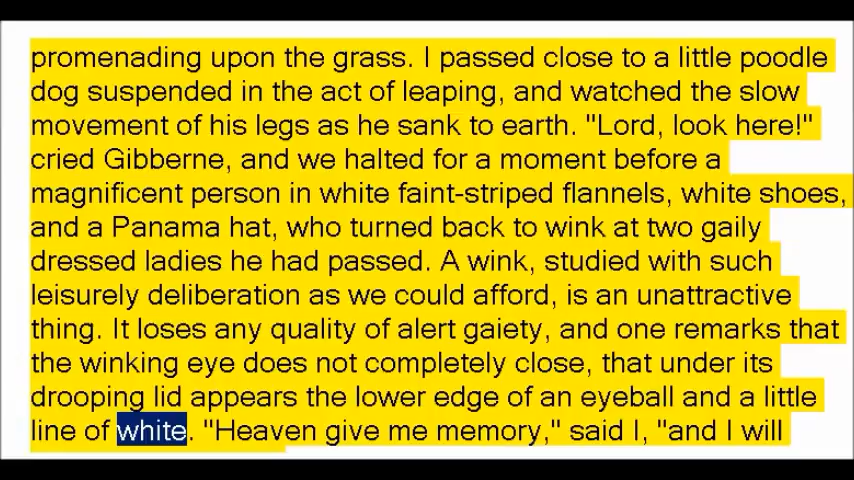 promenading upon the grass. I passed close to a little poodle
dog suspended in the act of leaping, and watched the slow
movement of his legs as he sank to earth. "Lord, look here!"
cried Gibberne, and we halted for a moment before a
magnificent person in white faint-striped flannels, white shoes,
and a Panama hat, who turned back to wink at two gaily
dressed ladies he had passed. A wink, studied with such
leisurely deliberation as we could afford, is an unattractive
thing. It loses any quality of alert gaiety, and one remarks that
the winking eye does not completely close, that under its
drooping lid appears the lower edge of an eyeball and a little
line of white. "Heaven give me memory," said I, "and I will